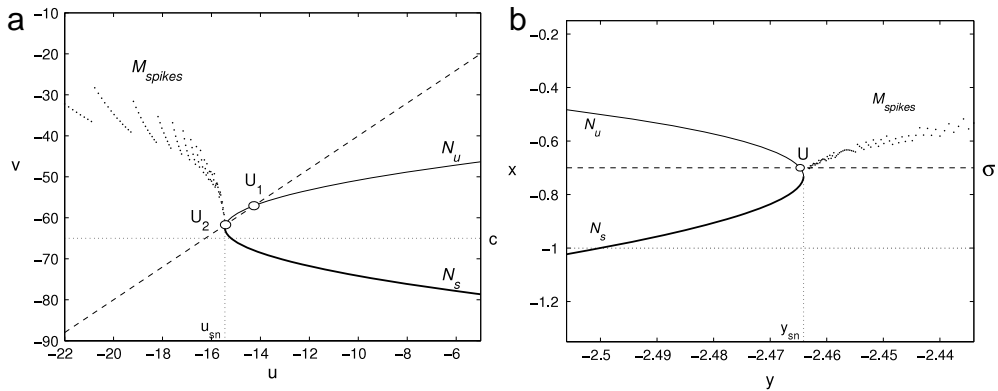 a
−10
−20
−30
−40
−50
−60
−70
−80
−90
v
M_spikes
N_u
U_1
U_2
c
N_s
u_sn
−22 −20 −18 −16 −14 −12 −10 −8 −6
u
b
−0.2
−0.4
−0.6
−0.8
−1
−1.2
x
M_spikes
N_u
U
σ
N_s
y_sn
−2.5 −2.49 −2.48 −2.47 −2.46 −2.45 −2.44
y